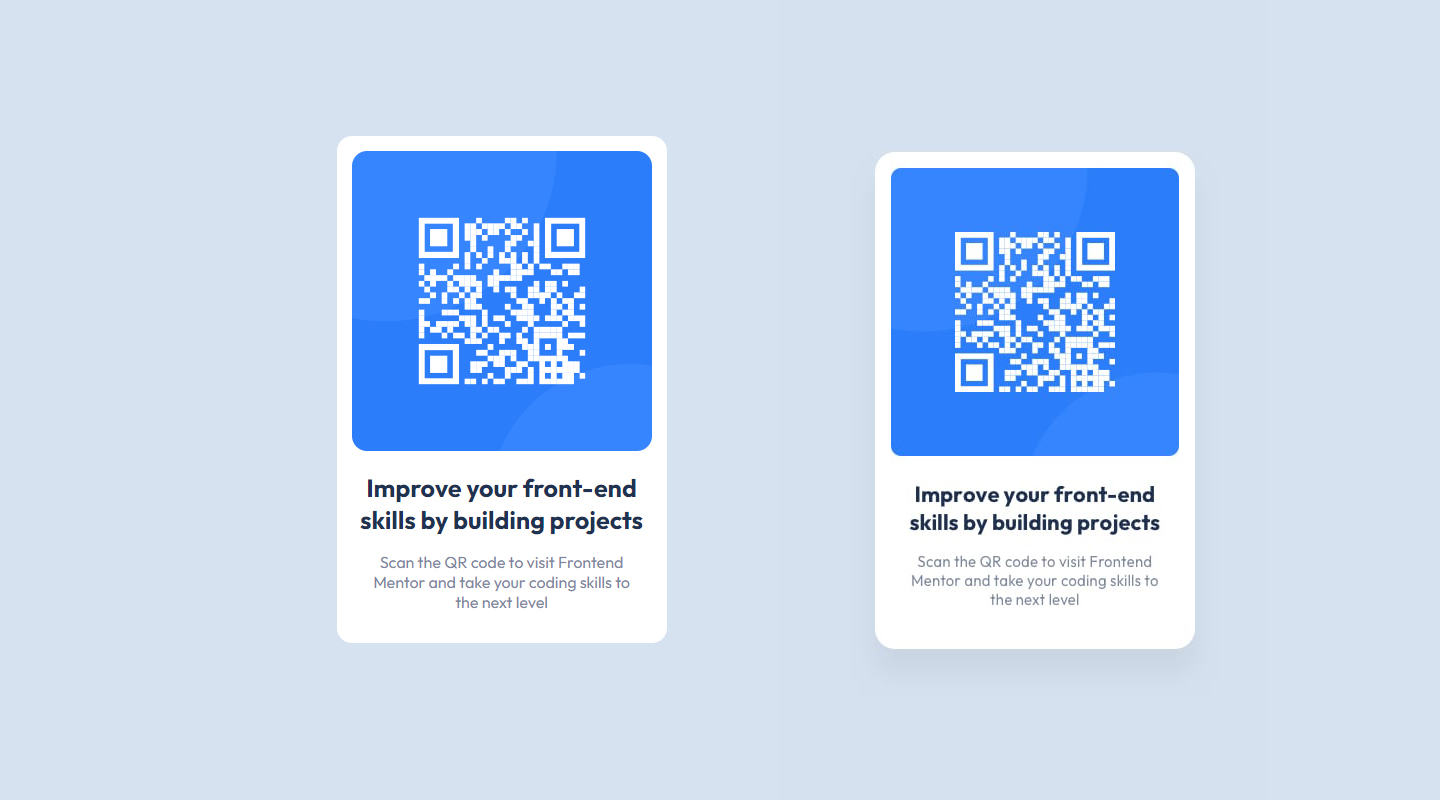 Improve your front-end
skills by building projects
Scan the QR code to visit Frontend
Mentor and take your coding skills to
the next level
Improve your front-end
skills by building projects
Scan the QR code to visit Frontend
Mentor and take your coding skills to
the next level